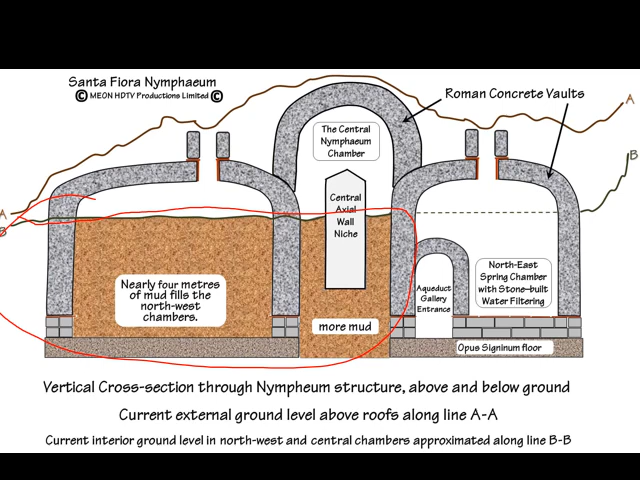 Santa Fiora Nymphaeum
© MEON HDTV Productions Limited ©
Roman Concrete Vaults
A
The Central
Nymphaeum
Chamber
B
Central
Axial
Wall
Niche
A
B
Nearly four metres
of mud fills the
north-west
chambers.
more mud
Aqueduct
Gallery
Entrance
North-East
Spring Chamber
with Stone-built
Water Filtering
Opus Signinum floor
Vertical Cross-section through Nympheum structure, above and below ground
Current external ground level above roofs along line A-A
Current interior ground level in north-west and central chambers approximated along line B-B